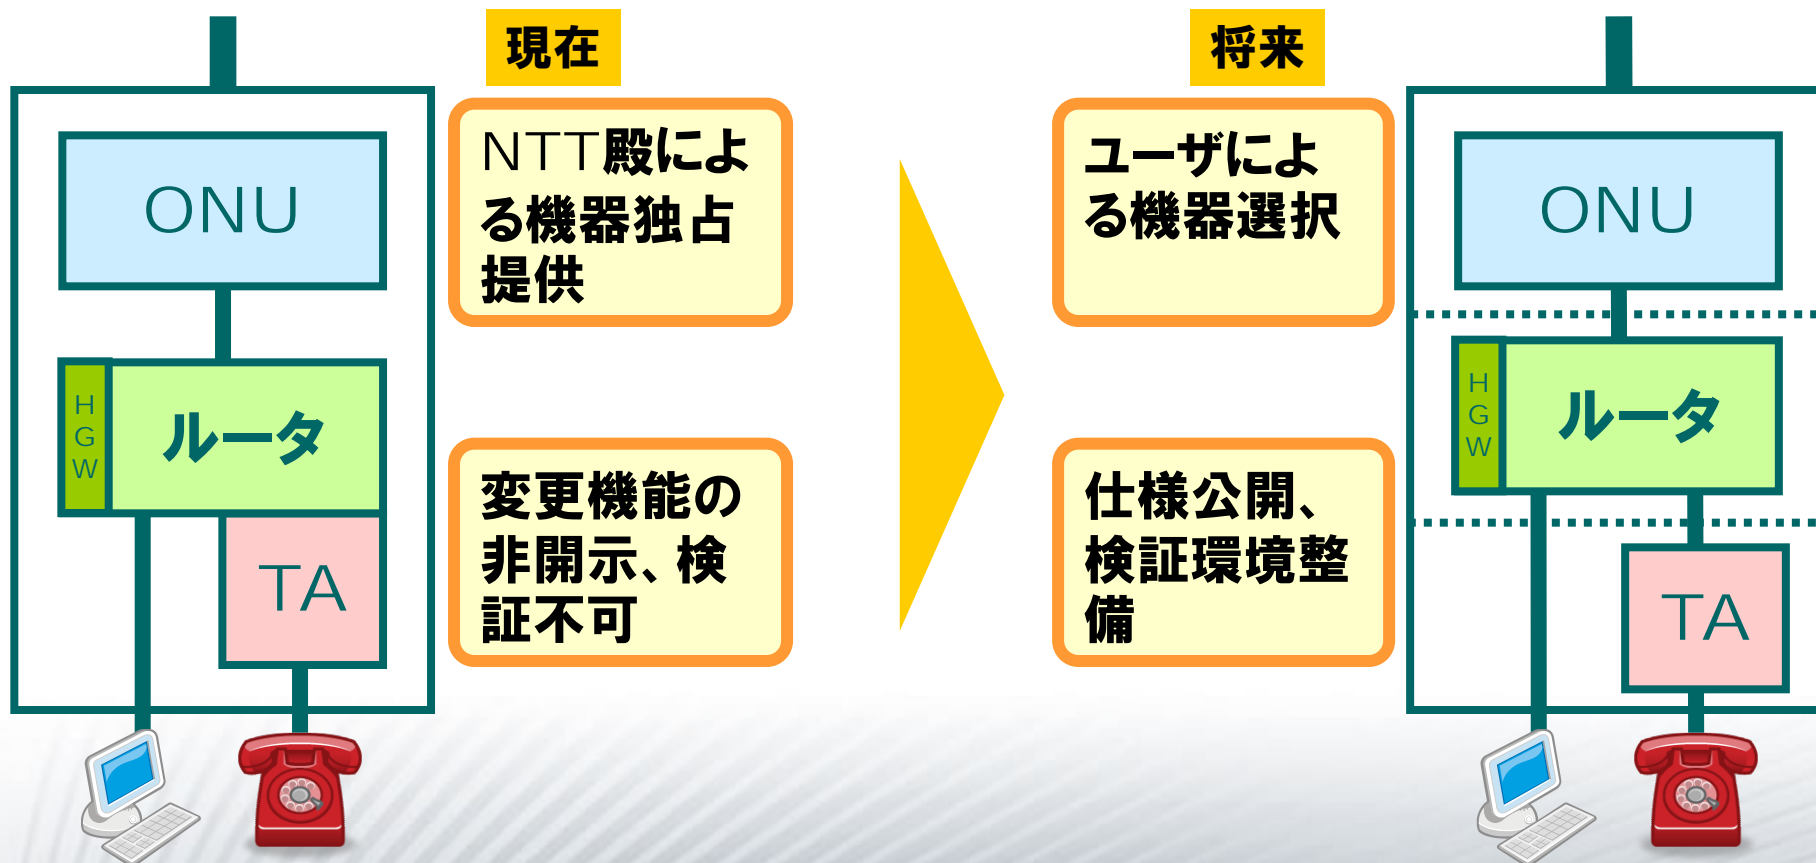 現在
ONU
HGW
ルータ
TA
NTT殿によ
る機器独占
提供
変更機能の
非開示、検
証不可
将来
ユーザによ
る機器選択
仕様公開、
検証環境整
備
ONU
HGW
ルータ
TA